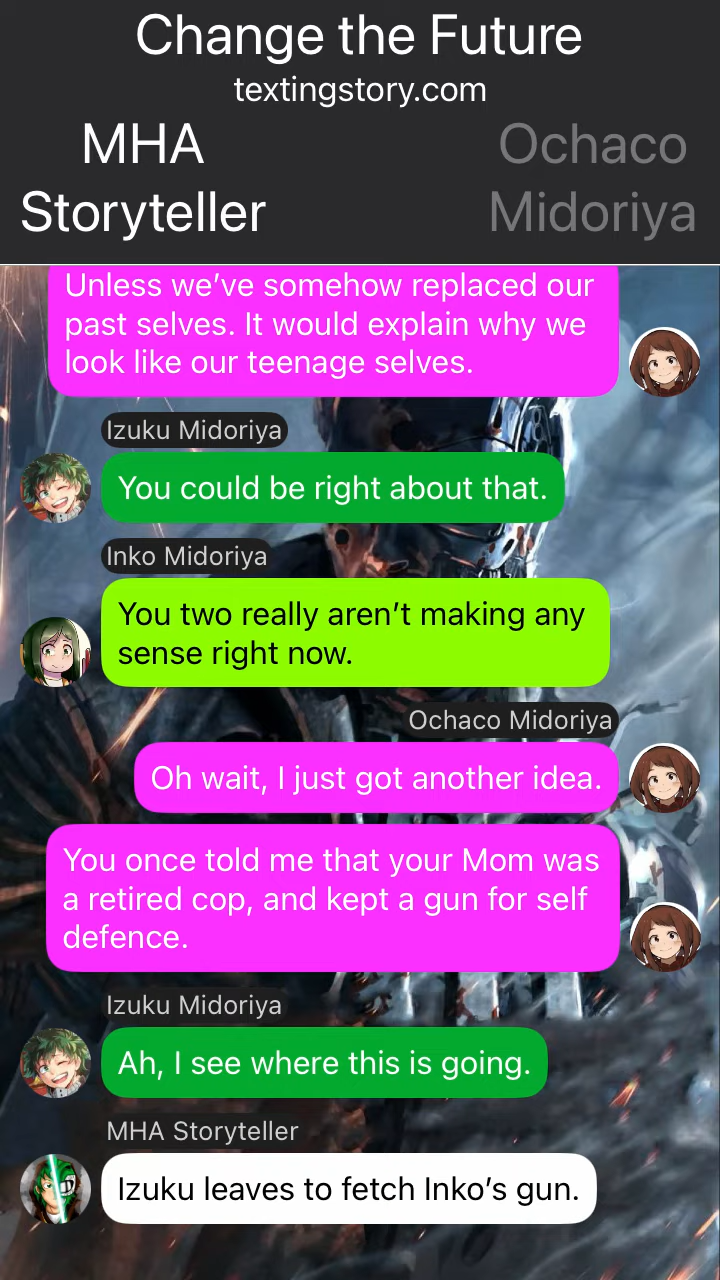 Change the Future
textingstory.com
MHA
Storyteller
Ochaco
Midoriya
Unless we’ve somehow replaced our
past selves. It would explain why we
look like our teenage selves.
Izuku Midoriya
You could be right about that.
Inko Midoriya
You two really aren’t making any
sense right now.
Ochaco Midoriya
Oh wait, I just got another idea.
You once told me that your Mom was
a retired cop, and kept a gun for self
defence.
Izuku Midoriya
Ah, I see where this is going.
MHA Storyteller
Izuku leaves to fetch Inko’s gun.